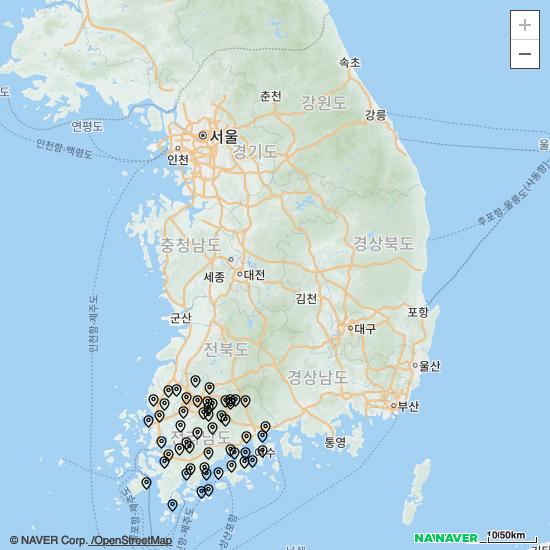 속초
춘천
강원도
강릉
도
연평도
서울
인천
경기도
인천항-백령도
울
후포항-울릉도(사동항)
충청남도
경상북도
세종
대전
김천
인천항-제주도
군산
포항
대구
전북도
울산
경상남도
부산
전라남도
통영
여수
10/50km
© NAVER Corp. /OpenStreetMap
NAVER